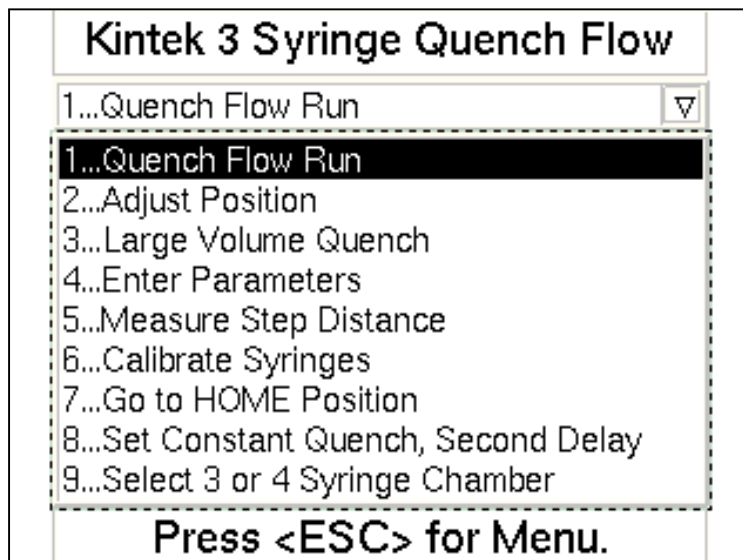 Kintek 3 Syringe Quench Flow
1...Quench Flow Run
1...Quench Flow Run
2...Adjust Position
3...Large Volume Quench
4...Enter Parameters
5...Measure Step Distance
6...Calibrate Syringes
7...Go to HOME Position
8...Set Constant Quench, Second Delay
9...Select 3 or 4 Syringe Chamber
Press <ESC> for Menu.